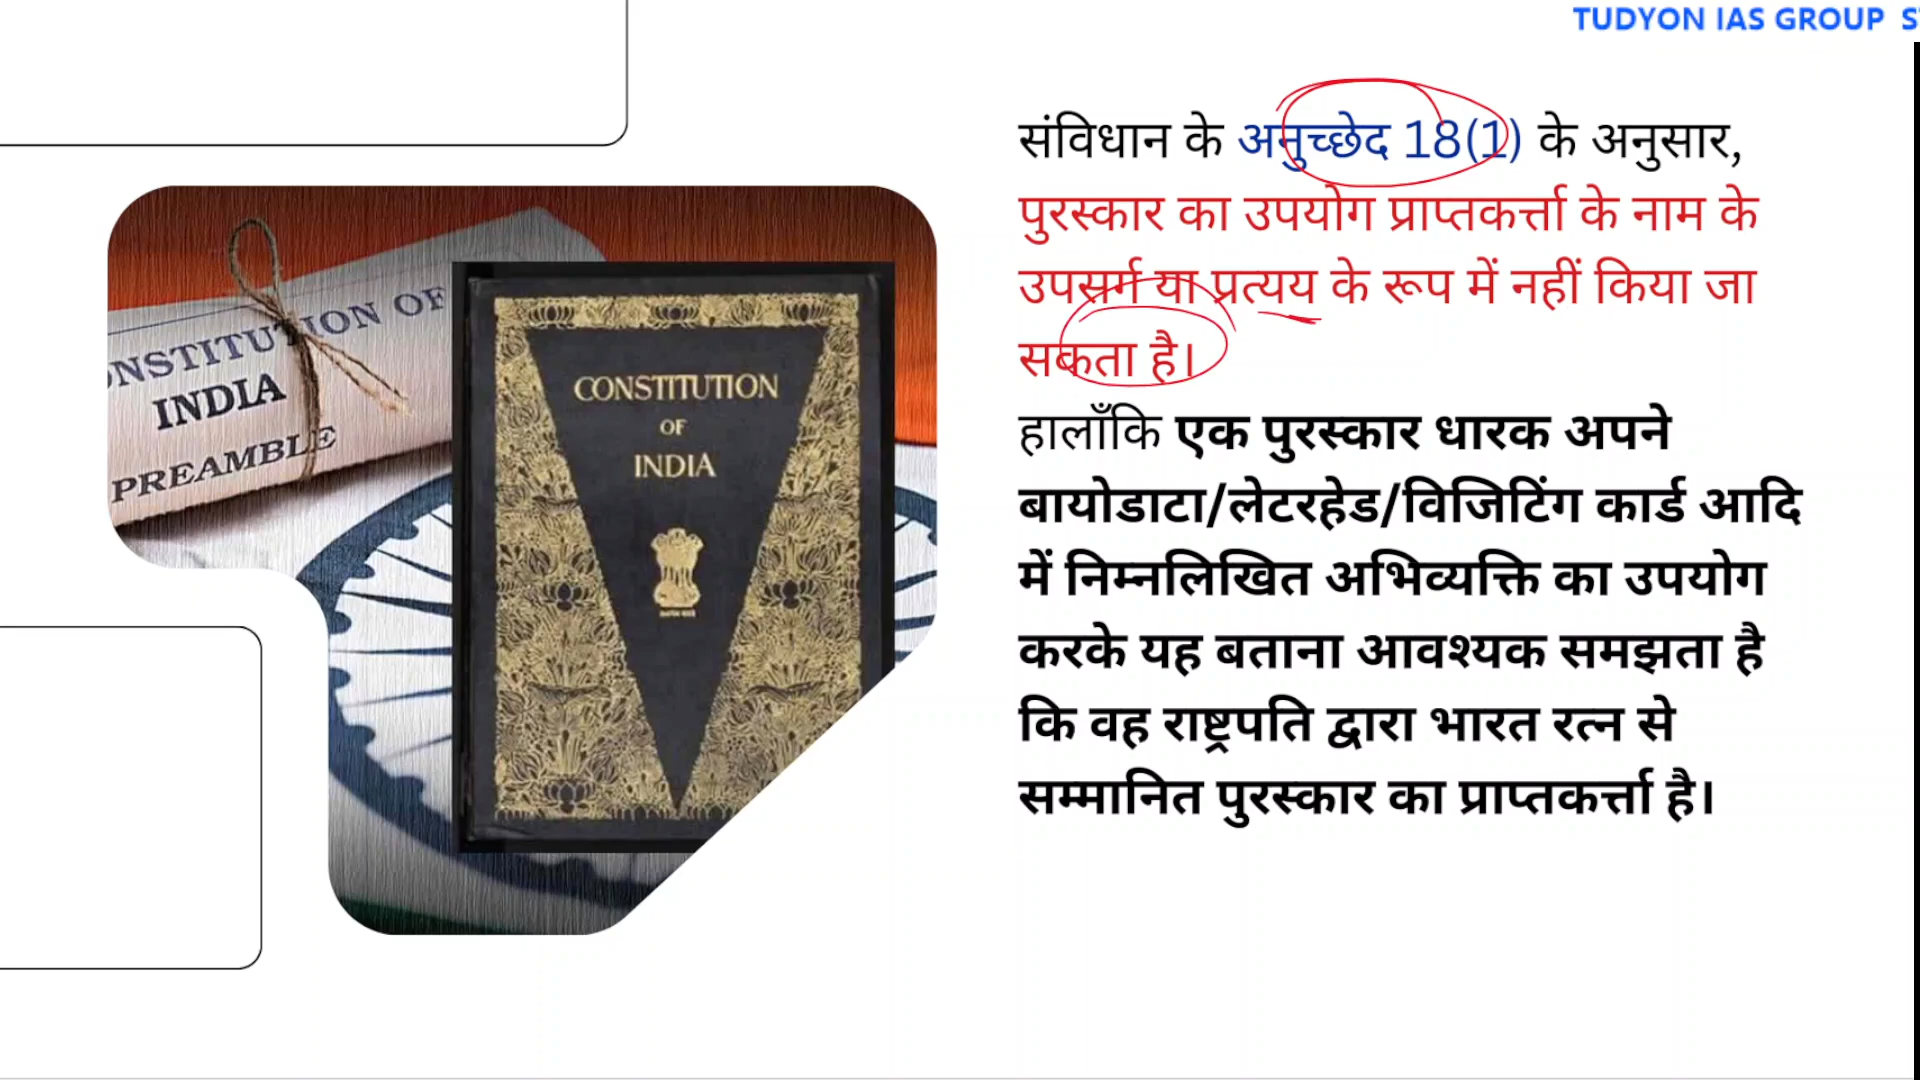 TUDYON IAS GROUP
संविधान के अनुच्छेद 18(1) के अनुसार,
पुरस्कार का उपयोग प्राप्तकर्त्ता के नाम के
उपसर्ग या प्रत्यय के रूप में नहीं किया जा
सकता है।
हालाँकि एक पुरस्कार धारक अपने
बायोडाटा/लेटरहेड/विजिटिंग कार्ड आदि
में निम्नलिखित अभिव्यक्ति का उपयोग
करके यह बताना आवश्यक समझता है
कि वह राष्ट्रपति द्वारा भारत रत्न से
सम्मानित पुरस्कार का प्राप्तकर्त्ता है।
ONSTITUTION OF
INDIA
PREAMBLE
CONSTITUTION
OF
INDIA